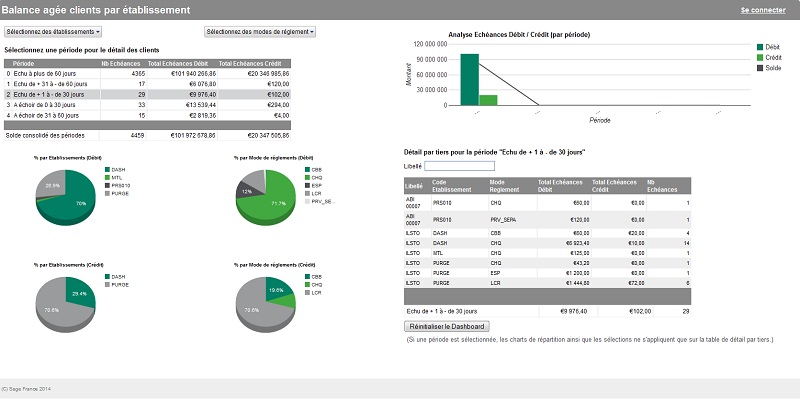 Balance agée clients par établissement
Se connecter
Sélectionnez des établissements
Sélectionnez des modes de réglement
Sélectionnez une période pour le détail des clients
Période Nb Echéances Total Echéances Débit Total Echéances Crédit
0 Echu à plus de 60 jours 4365 €101 940 266,86 €20 346 985,86
1 Echu de + 31 à - de 60 jours 17 €6 076,80 €120,00
2 Echu de + 1 à - de 30 jours 29 €9 976,40 €102,00
3 A échoir de 0 à 30 jours 33 €13 539,44 €294,00
4 A échoir de 31 à 60 jours 15 €2 819,36 €4,00
Solde consolidé des périodes 4459 €101 972 678,86 €20 347 505,86
Analyse Echéances Débit / Crédit (par période)
Montant
120 000 000
90 000 000
60 000 000
30 000 000
0
Période
Débit
Crédit
Solde
% par Etablissements (Débit)
70%
DASH
MTL
PRS010
PURGE
% par Mode de réglements (Débit)
12%
71.7%
CBB
CHQ
ESP
LCR
PRV_SE...
% par Etablissements (Crédit)
29.4%
70.6%
DASH
PURGE
% par Mode de réglements (Crédit)
19.6%
70.6%
CBB
CHQ
LCR
Détail par tiers pour la période "Echu de + 1 à - de 30 jours"
Libellé
Libellé Code Etablissement Mode Reglement Total Echéances Débit Total Echéances Crédit Nb Echéances
ABI 00007 PRS010 CHQ €60,00 €0,00 1
ABI 00007 PRS010 PRV_SEPA €120,00 €0,00 1
ILSTO DASH CBB €60,00 €20,00 4
ILSTO DASH CHQ €6 923,40 €10,00 14
ILSTO MTL CHQ €125,00 €0,00 1
ILSTO PURGE CHQ €43,20 €0,00 1
ILSTO PURGE ESP €1 200,00 €0,00 1
ILSTO PURGE LCR €1 444,80 €72,00 6
Echu de + 1 à - de 30 jours €9 976,40 €102,00 29
Réinitialiser le Dashboard
(Si une période est sélectionnée, les charts de répartition ainsi que les sélections ne s'appliquent que sur la table de détail par tiers.)
(C) Sage France 2014